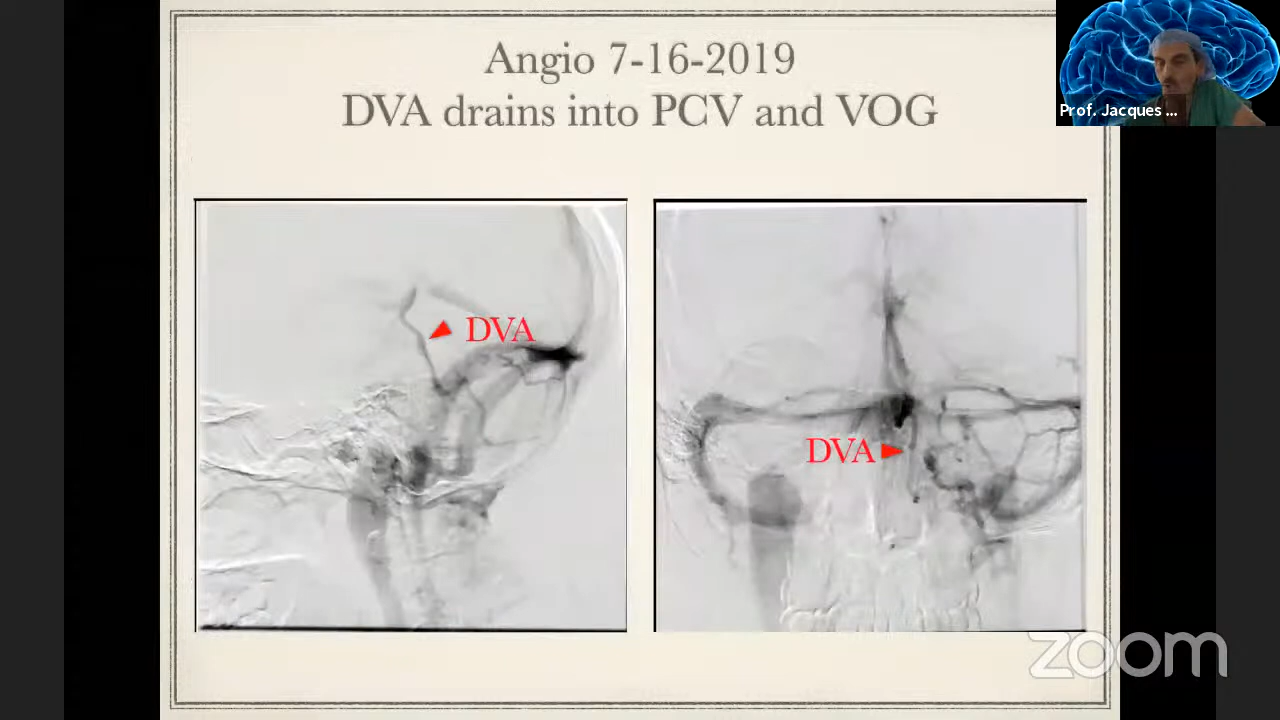 Angio 7-16-2019
DVA drains into PCV and VOG
Prof. Jacques ...
DVA
DVA
zoom